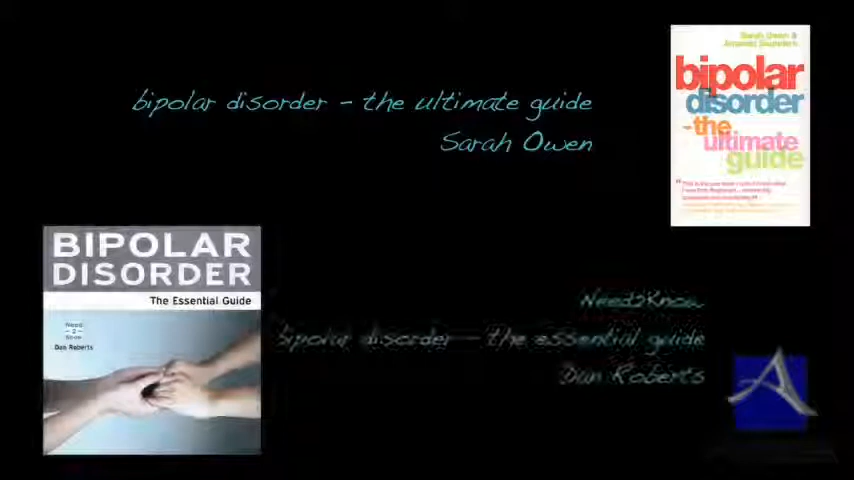 bipolar disorder - the ultimate guide
Sarah Owen
Sarah Owen &
Amanda Saunders
bipolar
disorder
-the
ultimate
guide
BIPOLAR
DISORDER
The Essential Guide
Need
- 2 -
Know
Dan Roberts
Need2Know
bipolar disorder - the essential guide
Dan Roberts
A